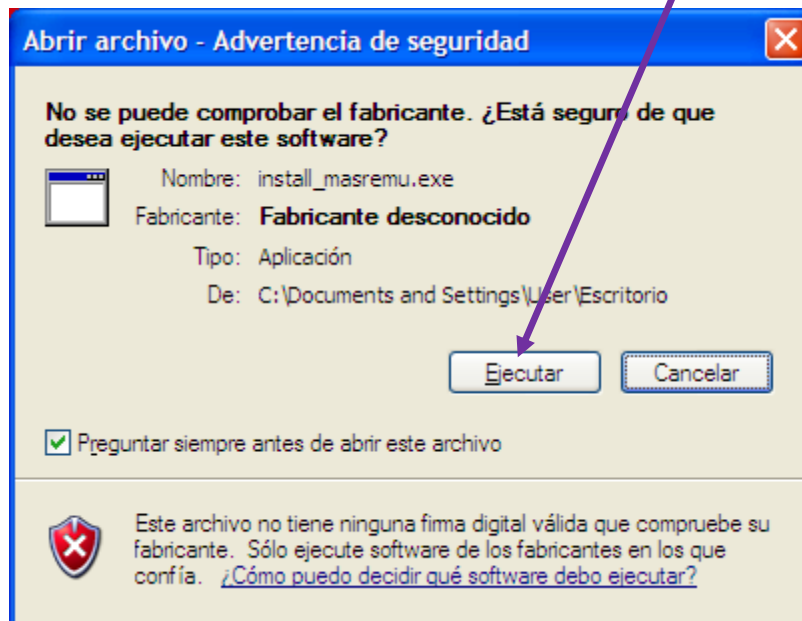 Abrir archivo - Advertencia de seguridad
No se puede comprobar el fabricante. ¿Está seguro de que
desea ejecutar este software?
Nombre: install_masremu.exe
Fabricante: Fabricante desconocido
Tipo: Aplicación
De: C:\Documents and Settings\User\Escritorio
Ejecutar Cancelar
Preguntar siempre antes de abrir este archivo
Este archivo no tiene ninguna firma digital válida que compruebe su
fabricante. Sólo ejecute software de los fabricantes en los que
confía. ¿Cómo puedo decidir qué software debo ejecutar?